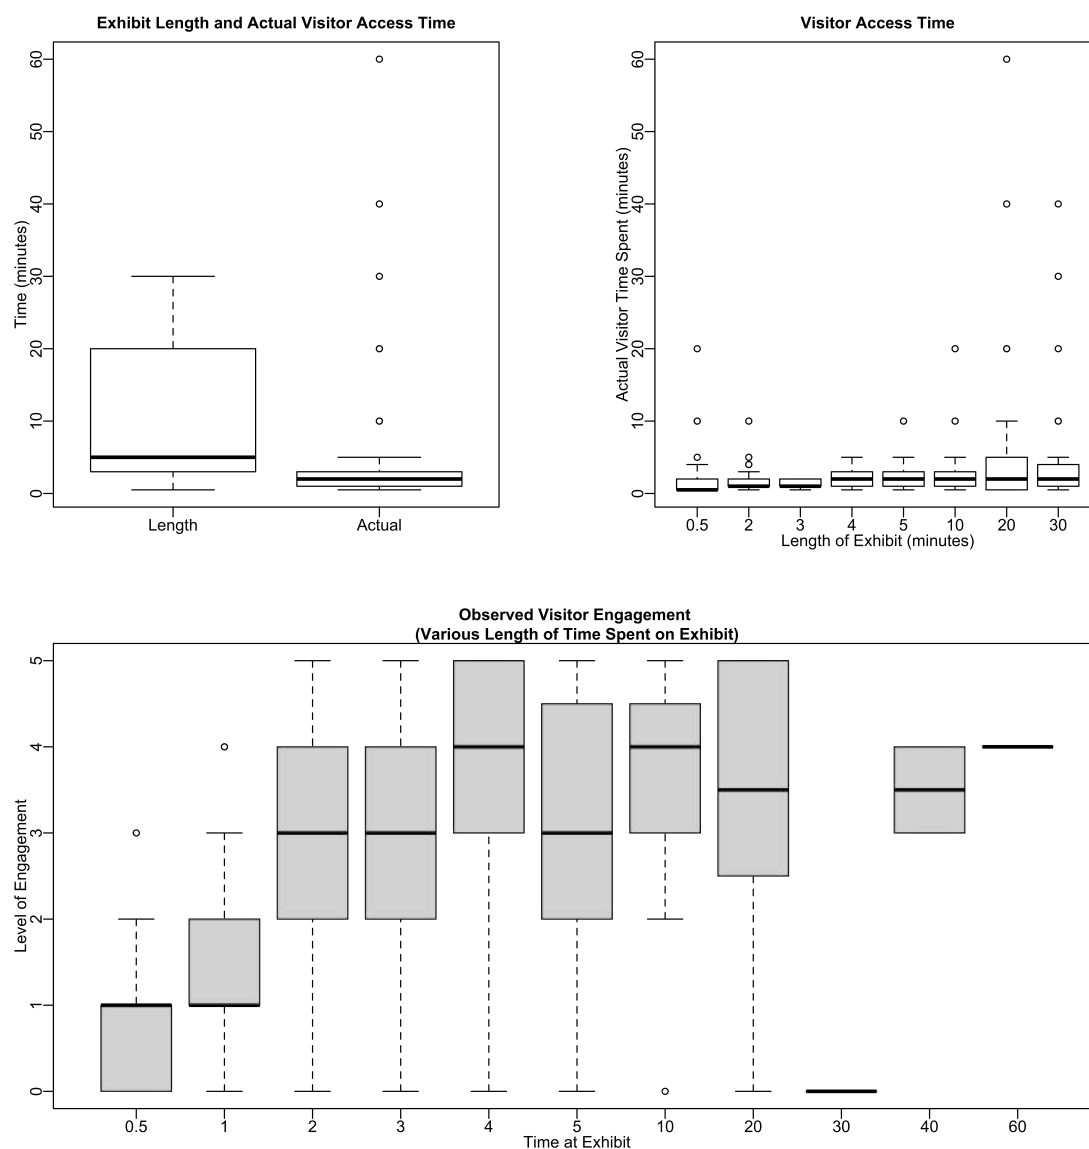 Exhibit Length and Actual Visitor Access Time
Time (minutes)
60
50
40
30
20
10
0
Length Actual
Visitor Access Time
Actual Visitor Time Spent (minutes)
60
50
40
30
20
10
0
0.5 2 3 4 5 10 20 30
Length of Exhibit (minutes)
Observed Visitor Engagement
(Various Length of Time Spent on Exhibit)
Level of Engagement
5
4
3
2
1
0
0.5 1 2 3 4 5 10 20 30 40 60
Time at Exhibit